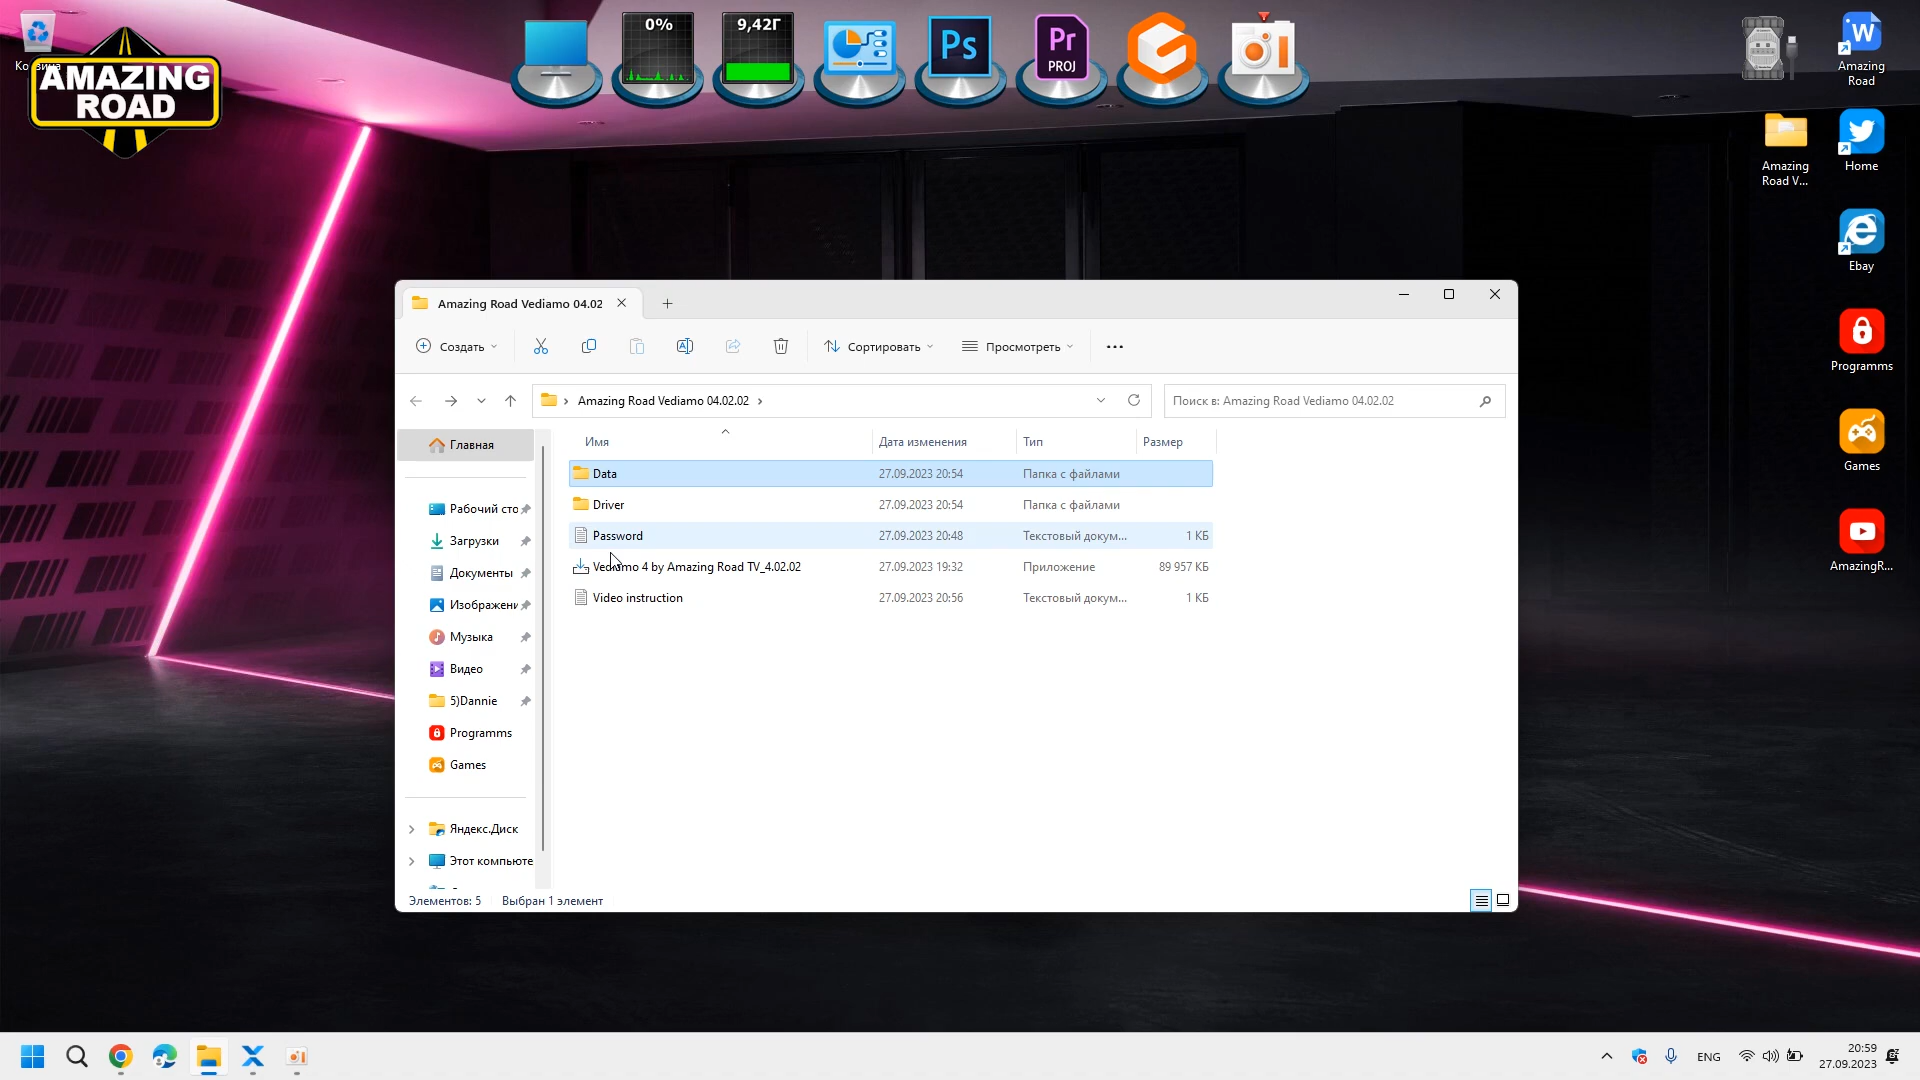 Корзина
AMAZING
ROAD
0%
9,42Г
Ps
Pr
PROJ
W
Amazing
Road
Amazing
Road V...
Home
Ebay
Programms
Games
AmazingR...
Amazing Road Vediamo 04.02
Создать
Сортировать
Просмотреть
Amazing Road Vediamo 04.02.02
Поиск в: Amazing Road Vediamo 04.02.02
Главная
Рабочий сто
Загрузки
Документы
Изображени
Музыка
Видео
5)Dannie
Programms
Games
Яндекс.Диск
Этот компьюте
Имя Дата изменения Тип Размер
Data 27.09.2023 20:54 Папка с файлами
Driver 27.09.2023 20:54 Папка с файлами
Password 27.09.2023 20:48 Текстовый докум... 1 КБ
Vediamo 4 by Amazing Road TV_4.02.02 27.09.2023 19:32 Приложение 89 957 КБ
Video instruction 27.09.2023 20:56 Текстовый докум... 1 КБ
Элементов: 5 Выбран 1 элемент
ENG
20:59
27.09.2023